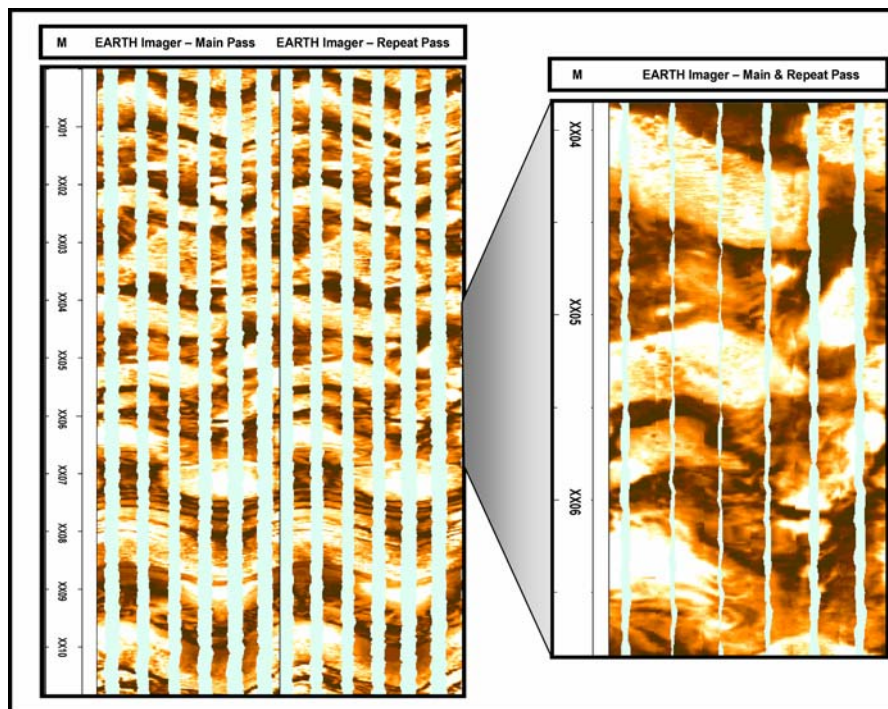 M EARTH Imager – Main Pass EARTH Imager – Repeat Pass
XX01
XX02
XX03
XX04
XX05
XX06
XX07
XX08
XX09
XX10
M EARTH Imager – Main & Repeat Pass
XX04
XX05
XX06